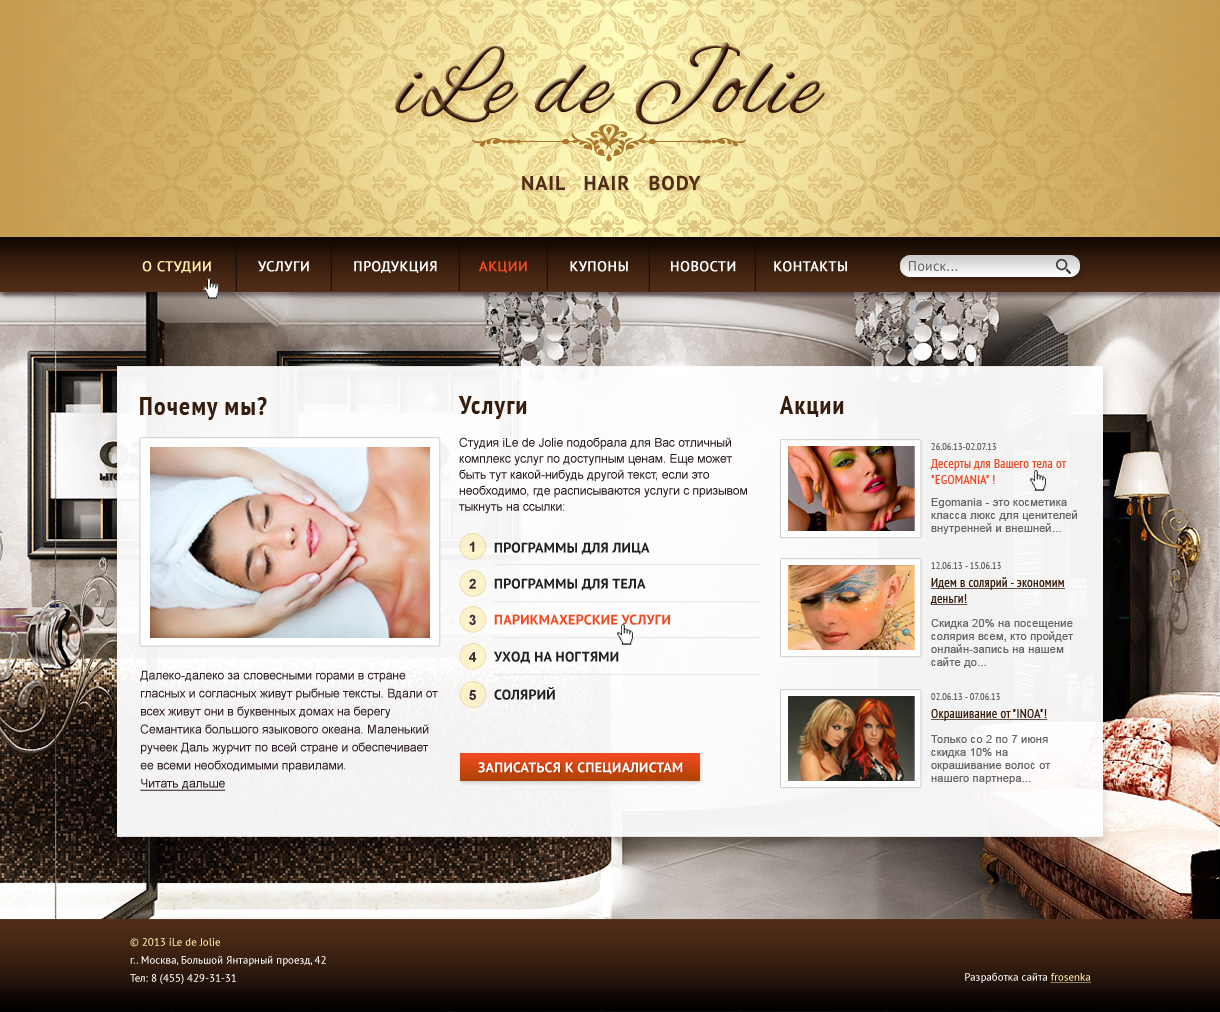 iLe de Jolie
NAIL HAIR BODY
О СТУДИИ
УСЛУГИ
ПРОДУКЦИЯ
АКЦИИ
КУПОНЫ
НОВОСТИ
КОНТАКТЫ
Поиск...
Почему мы?
Далеко-далеко за словесными горами в стране
гласных и согласных живут рыбные тексты. Вдали от
всех живут они в буквенных домах на берегу
Семантика большого языкового океана. Маленький
ручеек Даль журчит по всей стране и обеспечивает
ее всеми необходимыми правилами.
Читать дальше
Услуги
Студия iLe de Jolie подобрала для Вас отличный
комплекс услуг по доступным ценам. Еще может
быть тут какой-нибудь другой текст, если это
необходимо, где расписываются услуги с призывом
тыкнуть на ссылки:
1 ПРОГРАММЫ ДЛЯ ЛИЦА
2 ПРОГРАММЫ ДЛЯ ТЕЛА
3 ПАРИКМАХЕРСКИЕ УСЛУГИ
4 УХОД НА НОГТЯМИ
5 СОЛЯРИЙ
ЗАПИСАТЬСЯ К СПЕЦИАЛИСТАМ
Акции
26.06.13-02.07.13
Десерты для Вашего тела от
"EGOMANIA" !
Egomania - это косметика
класса люкс для ценителей
внутренней и внешней...
12.06.13 - 15.06.13
Идем в солярий - экономим
деньги!
Скидка 20% на посещение
солярия всем, кто пройдет
онлайн-запись на нашем
сайте до...
02.06.13 - 07.06.13
Окрашивание от "INOA"!
Только со 2 по 7 июня
скидка 10% на
окрашивание волос от
нашего партнера...
© 2013 iLe de Jolie
г.. Москва, Большой Янтарный проезд, 42
Тел: 8 (455) 429-31-31
Разработка сайта frosenka